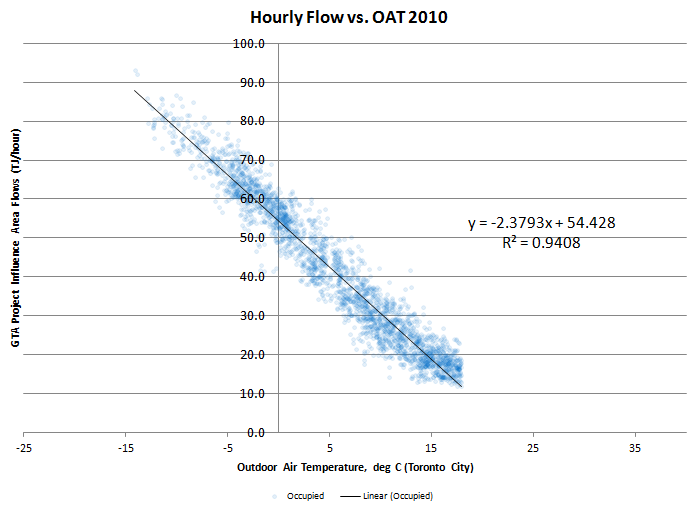 Hourly Flow vs. OAT 2010
GTA Project Influence Area Flows (TJ/hour)
100.0
90.0
80.0
70.0
60.0
50.0
40.0
30.0
20.0
10.0
0.0
y = -2.3793x + 54.428
R² = 0.9408
-25 -15 -5 5 15 25 35
Outdoor Air Temperature, deg C (Toronto City)
Occupied Linear (Occupied)